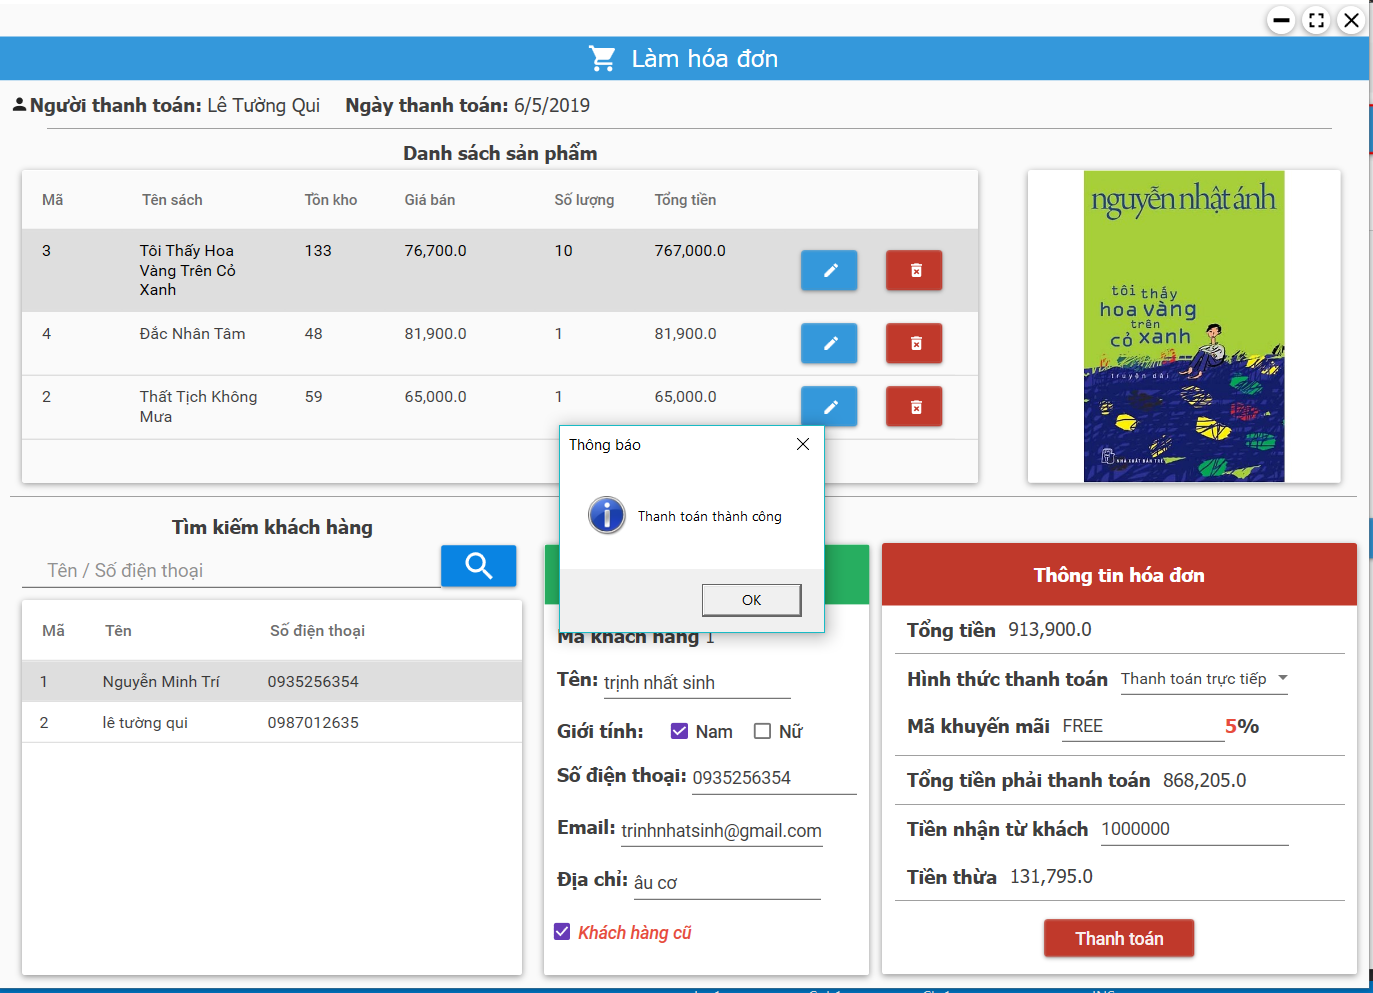 Làm hóa đơn
Người thanh toán: Lê Tường Qui Ngày thanh toán: 6/5/2019
Danh sách sản phẩm
Mã Tên sách Tồn kho Giá bán Số lượng Tổng tiền
3 Tôi Thấy Hoa Vàng Trên Cỏ Xanh 133 76,700.0 10 767,000.0
4 Đắc Nhân Tâm 48 81,900.0 1 81,900.0
2 Thất Tịch Không Mưa 59 65,000.0 1 65,000.0
nguyễn nhật ánh
tôi thấy
hoa vàng
trên
cỏ xanh
truyện dài
NHÀ XUẤT BẢN TRẺ
Thông báo
Thanh toán thành công
OK
Tìm kiếm khách hàng
Tên / Số điện thoại
Mã Tên Số điện thoại
1 Nguyễn Minh Trí 0935256354
2 lê tường qui 0987012635
Mã khách hàng 1
Tên: trịnh nhất sinh
Giới tính: Nam Nữ
Số điện thoại: 0935256354
Email: trinhnhatsinh@gmail.com
Địa chỉ: âu cơ
Khách hàng cũ
Thông tin hóa đơn
Tổng tiền 913,900.0
Hình thức thanh toán Thanh toán trực tiếp
Mã khuyến mãi FREE 5%
Tổng tiền phải thanh toán 868,205.0
Tiền nhận từ khách 1000000
Tiền thừa 131,795.0
Thanh toán